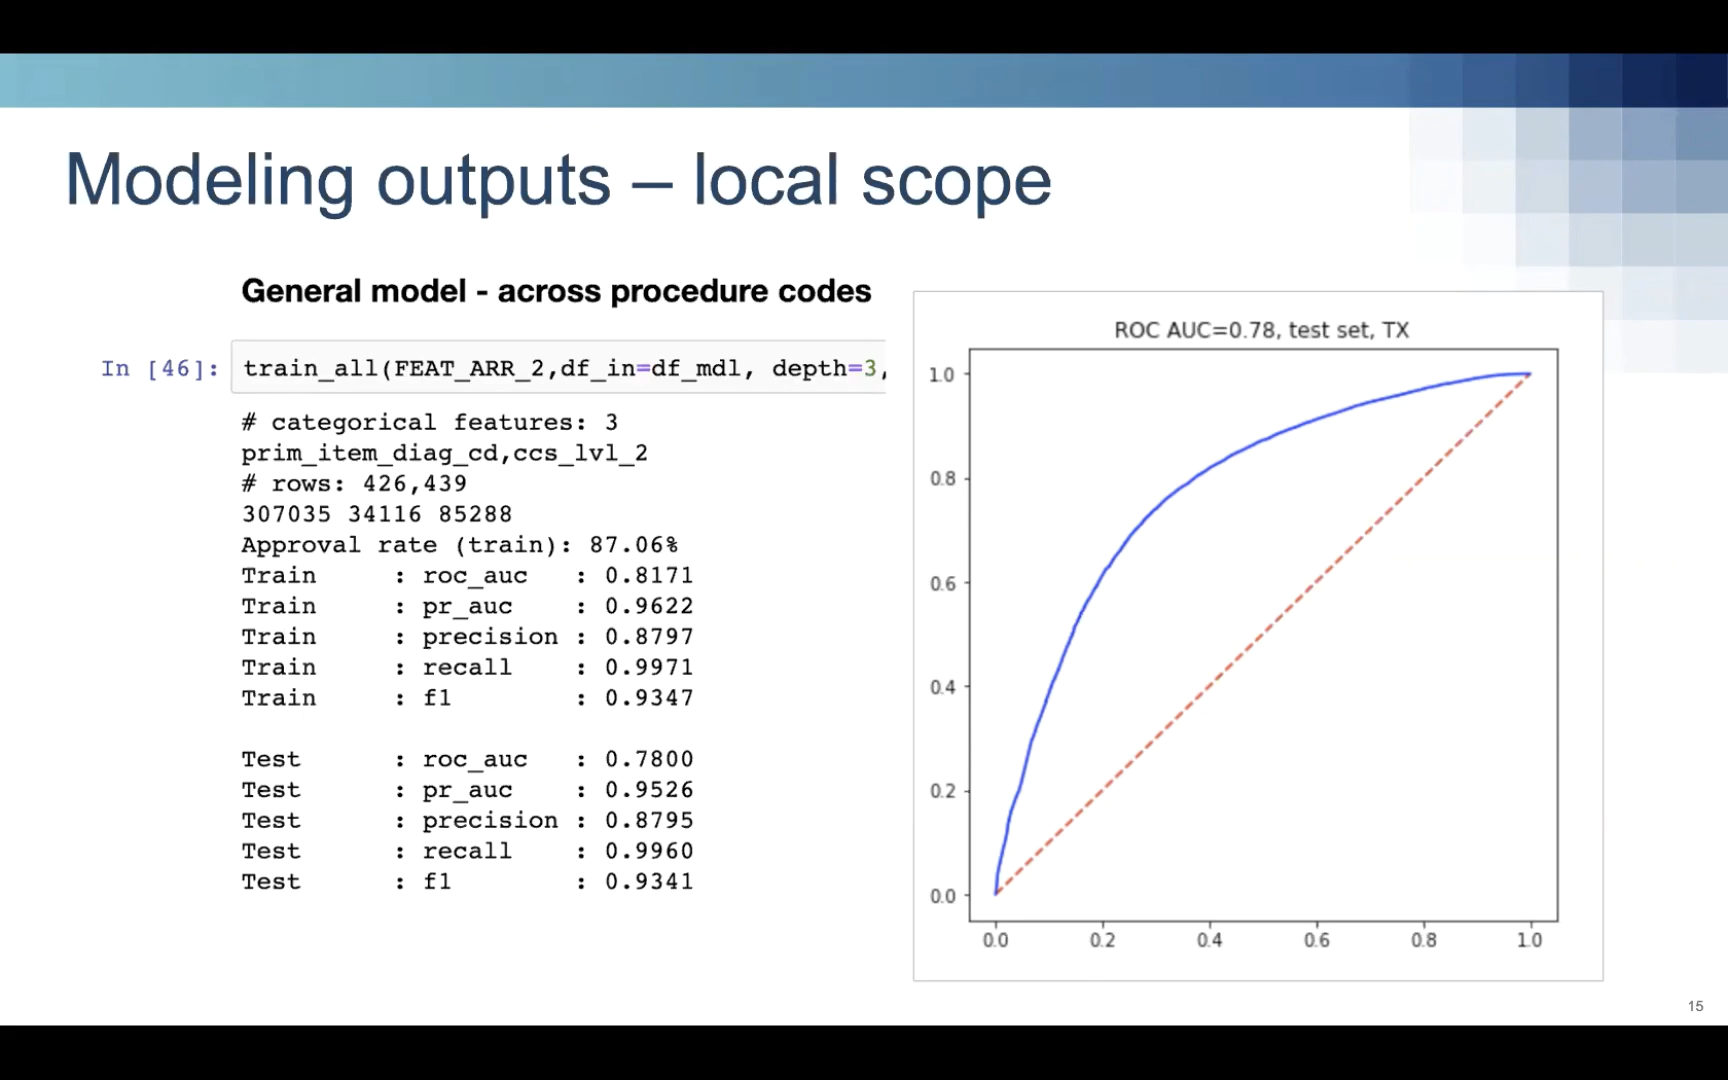 Modeling outputs – local scope
General model - across procedure codes
In [46]: train_all(FEAT_ARR_2,df_in=df_mdl, depth=3,
# categorical features: 3
prim_item_diag_cd,ccs_lvl_2
# rows: 426,439
307035 34116 85288
Approval rate (train): 87.06%
Train : roc_auc : 0.8171
Train : pr_auc : 0.9622
Train : precision : 0.8797
Train : recall : 0.9971
Train : f1 : 0.9347
Test : roc_auc : 0.7800
Test : pr_auc : 0.9526
Test : precision : 0.8795
Test : recall : 0.9960
Test : f1 : 0.9341
ROC AUC=0.78, test set, TX
1.0
0.8
0.6
0.4
0.2
0.0
0.0 0.2 0.4 0.6 0.8 1.0
15